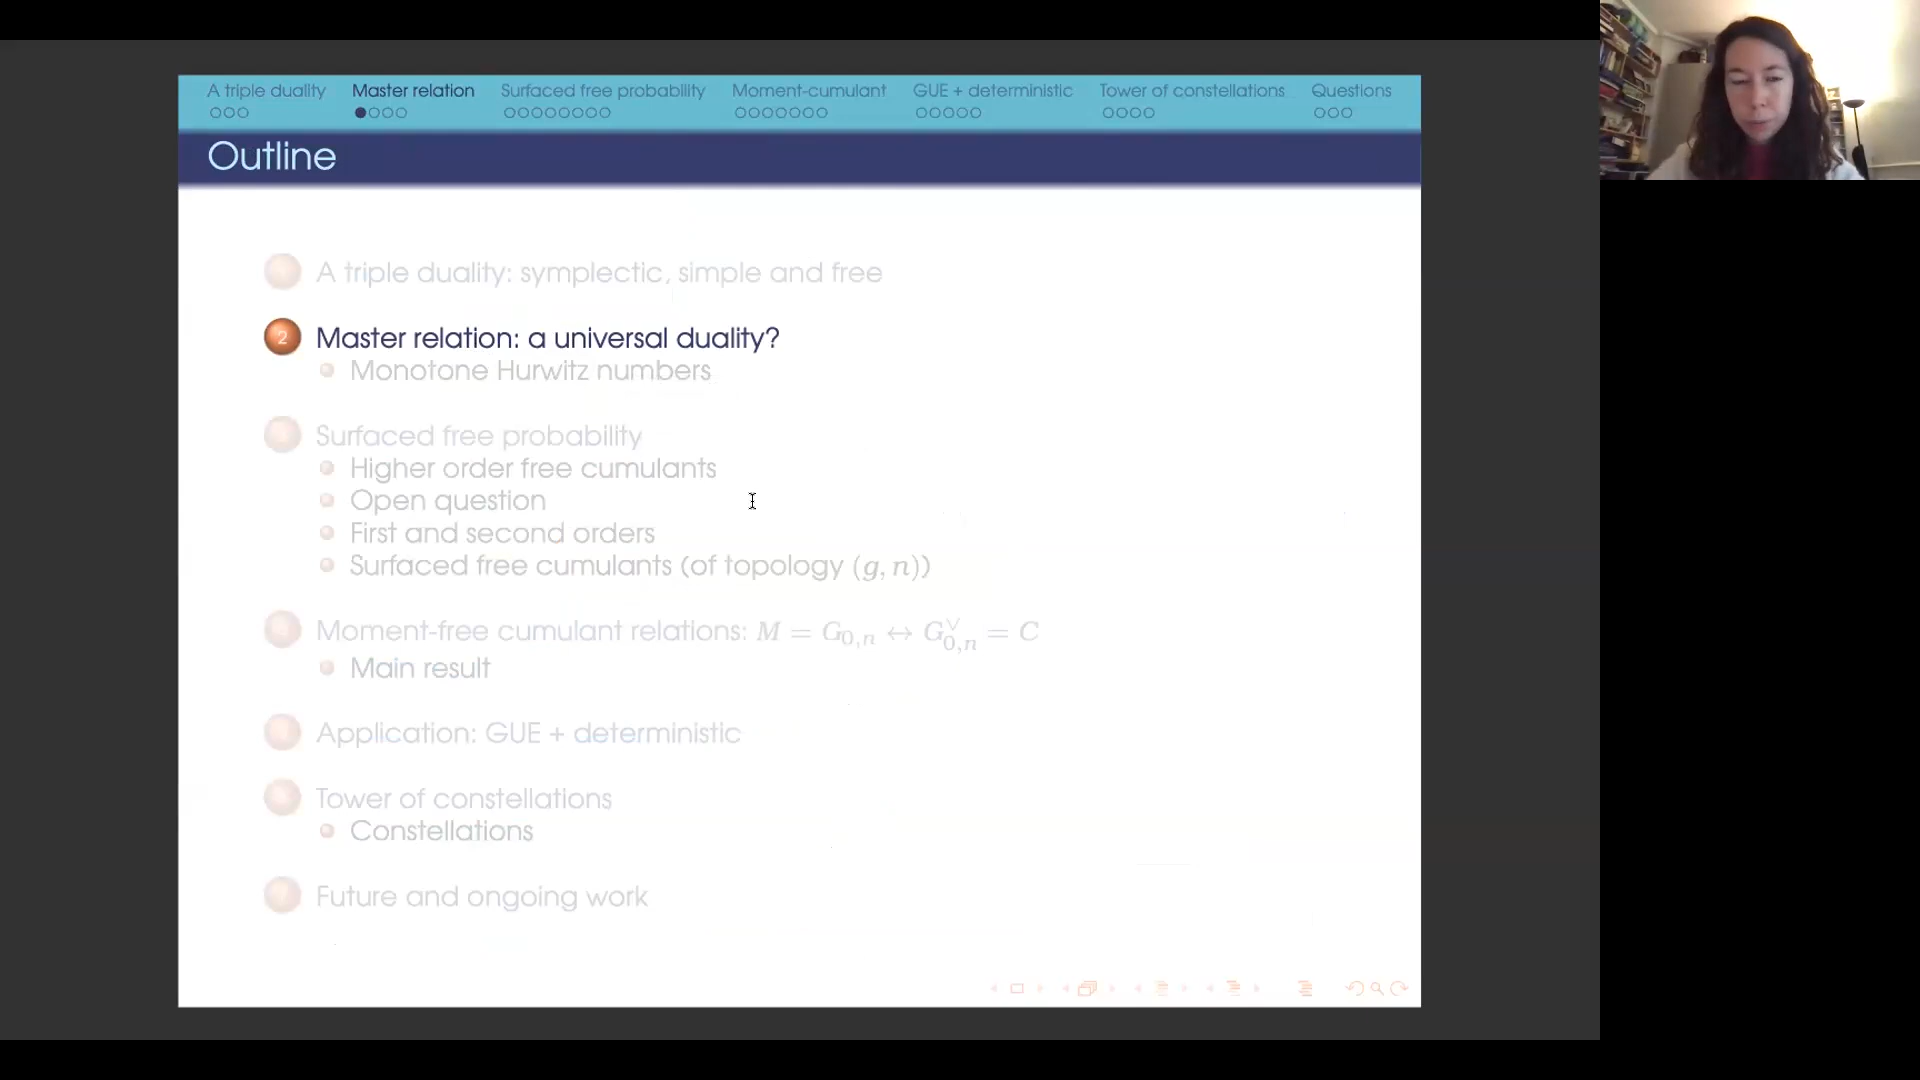 A triple duality Master relation Surfaced free probability Moment-cumulant GUE + deterministic Tower of constellations Questions
Outline
A triple duality: symplectic, simple and free
2 Master relation: a universal duality?
Monotone Hurwitz numbers
Surfaced free probability
Higher order free cumulants
Open question
First and second orders
Surfaced free cumulants (of topology (g, n))
Moment-free cumulant relations: M = G₀,ₙ ↔ G₀,ₙ^∨ = C
Main result
Application: GUE + deterministic
Tower of constellations
Constellations
Future and ongoing work